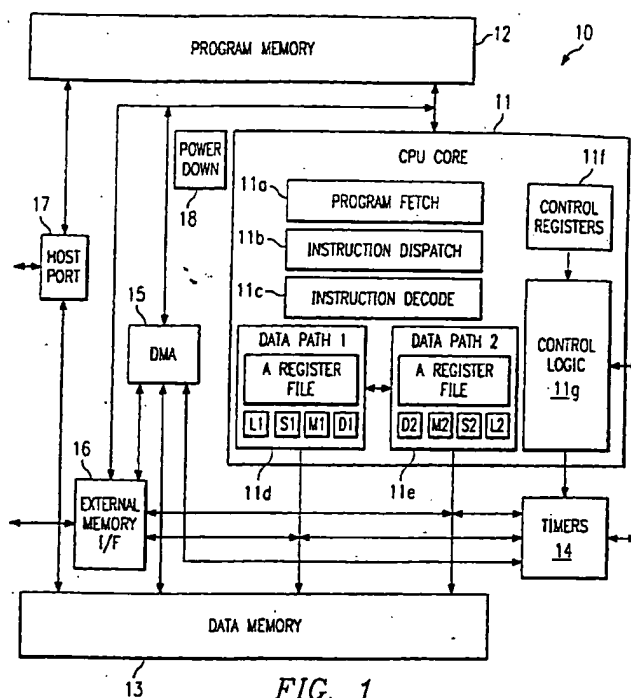 PROGRAM MEMORY
12
10
11
CPU CORE
POWER
DOWN
18
11a
PROGRAM FETCH
11f
CONTROL
REGISTERS
17
HOST
PORT
11b
INSTRUCTION DISPATCH
11c
INSTRUCTION DECODE
15
DMA
DATA PATH 1
A REGISTER
FILE
L1 S1 M1 D1
DATA PATH 2
A REGISTER
FILE
D2 M2 S2 L2
CONTROL
LOGIC
11g
11d
11e
16
EXTERNAL
MEMORY
I/F
TIMERS
14
DATA MEMORY
13
FIG. 1